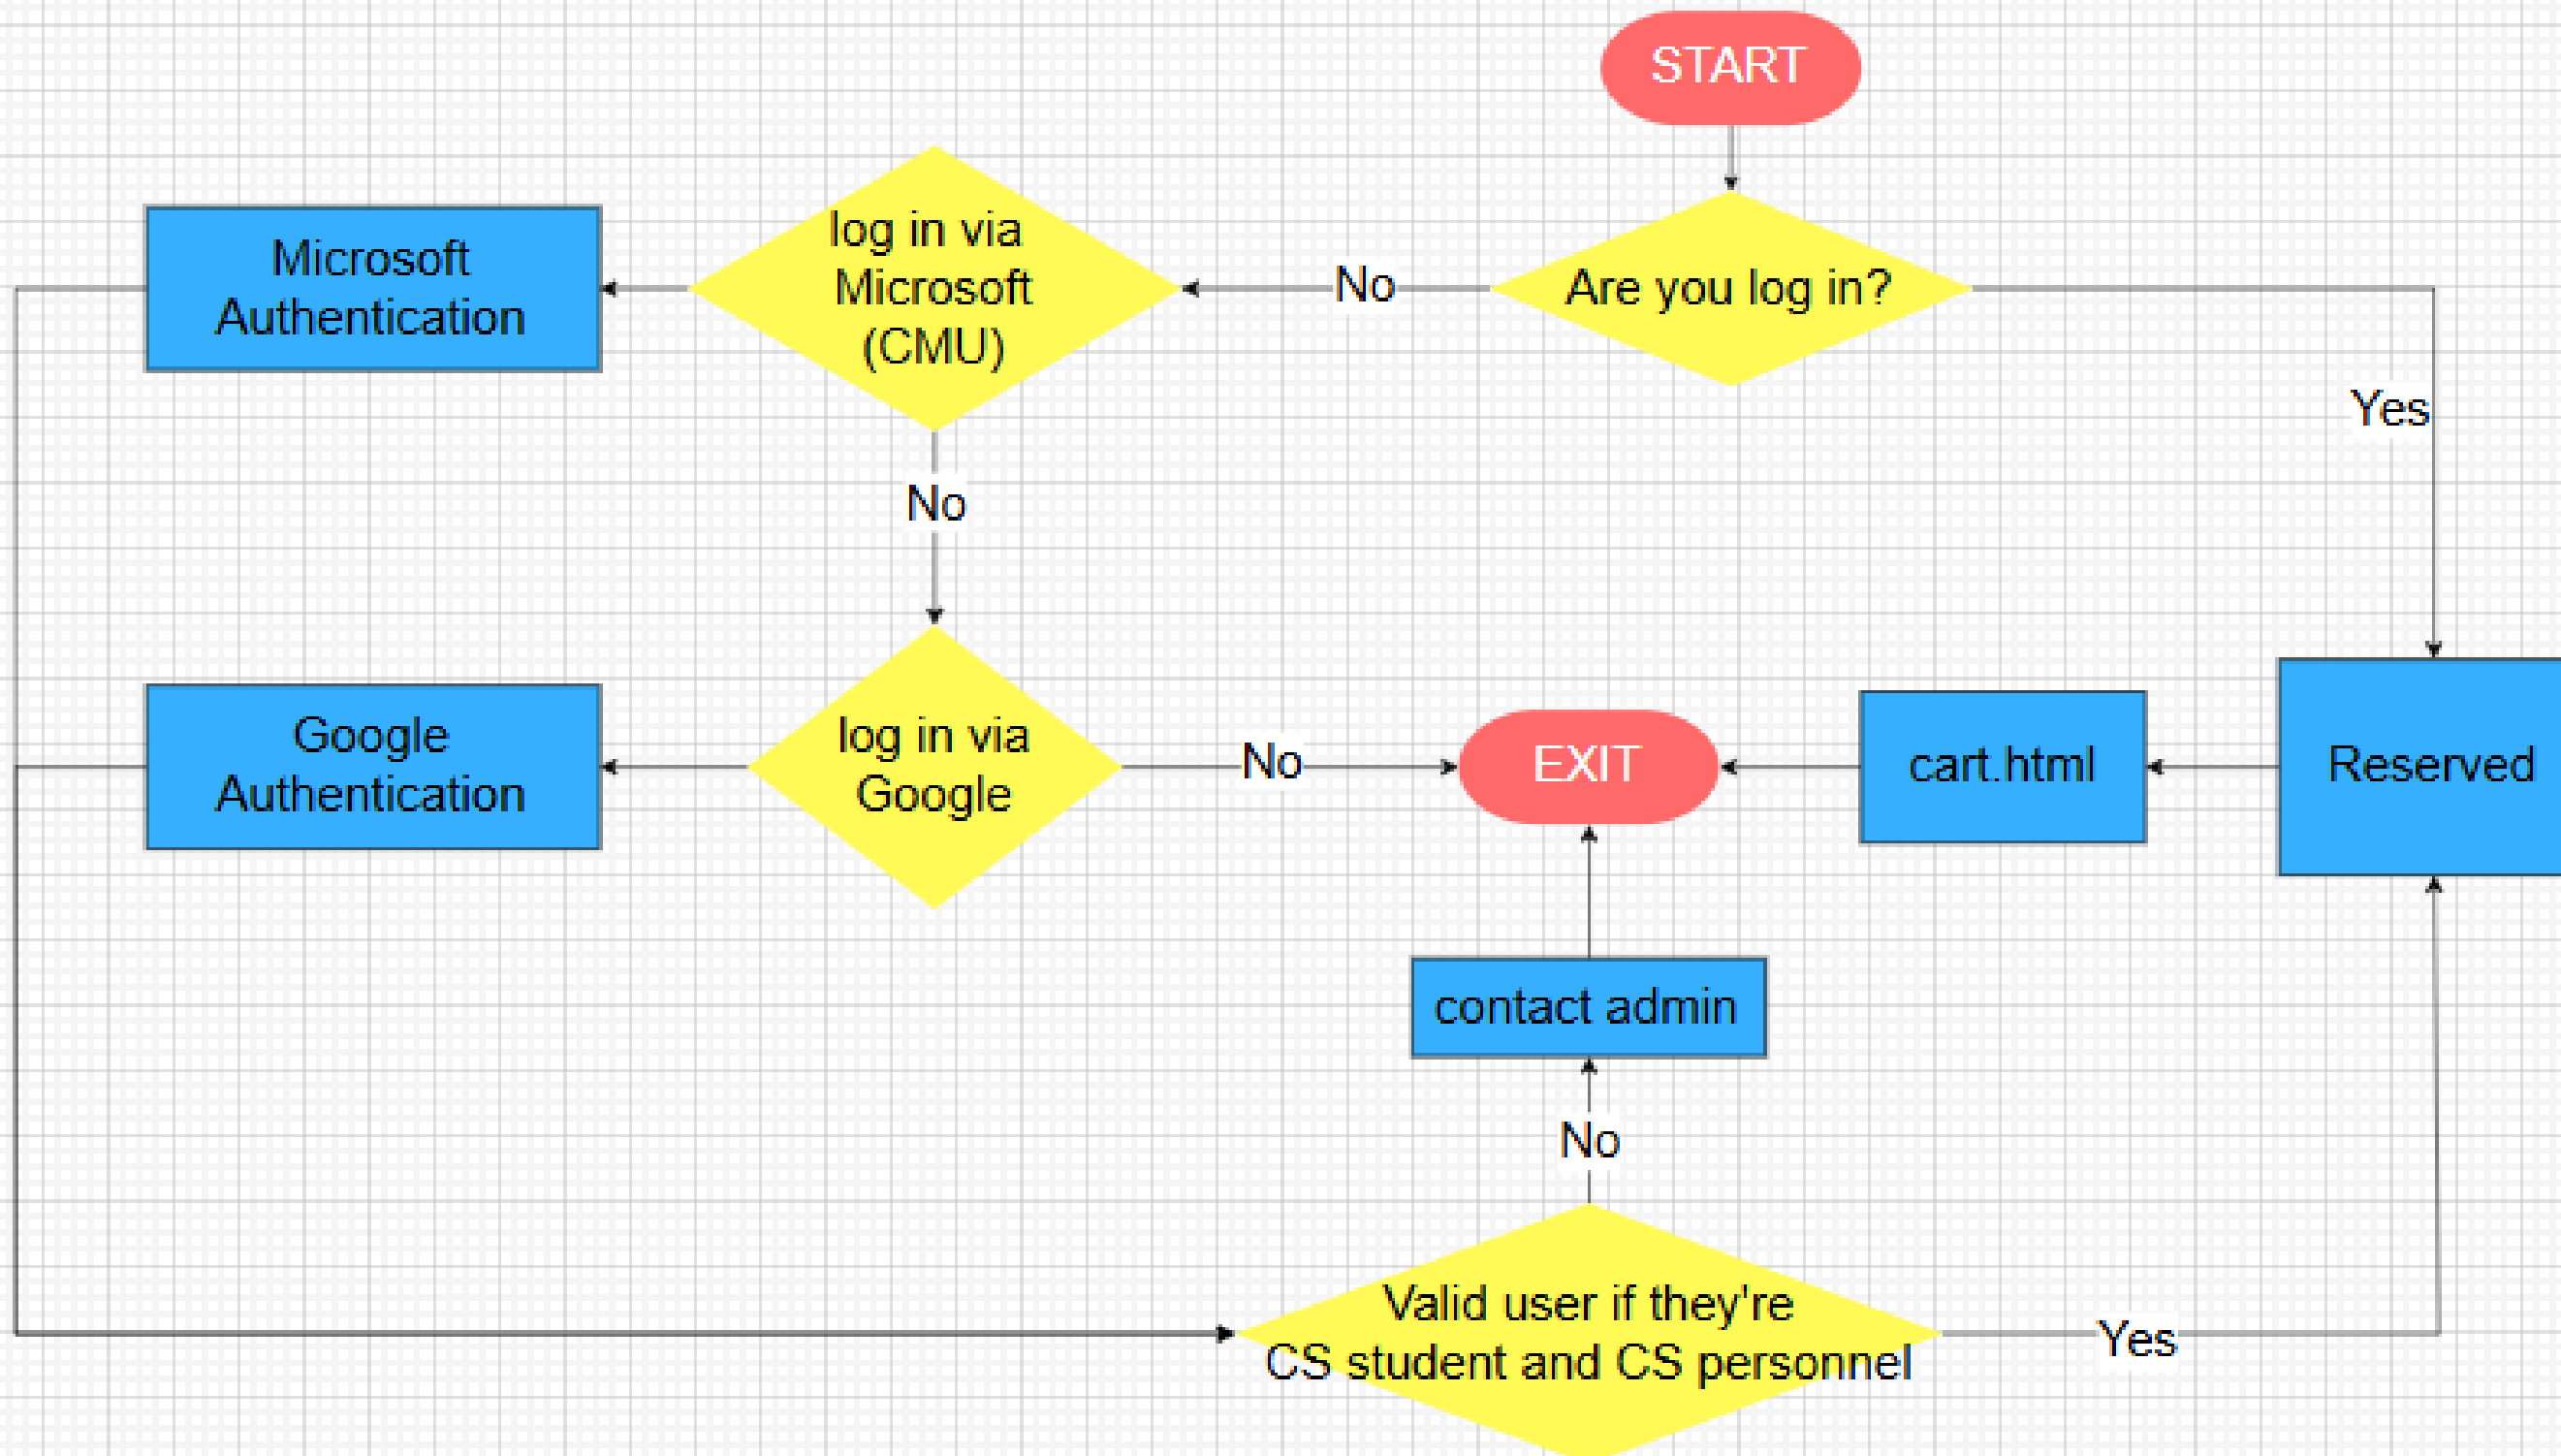 START
log in via
Microsoft
(CMU)
Microsoft
Authentication
No
Are you log in?
Yes
No
Google
Authentication
log in via
Google
No
EXIT
cart.html
Reserved
contact admin
No
Valid user if they're
CS student and CS personnel
Yes